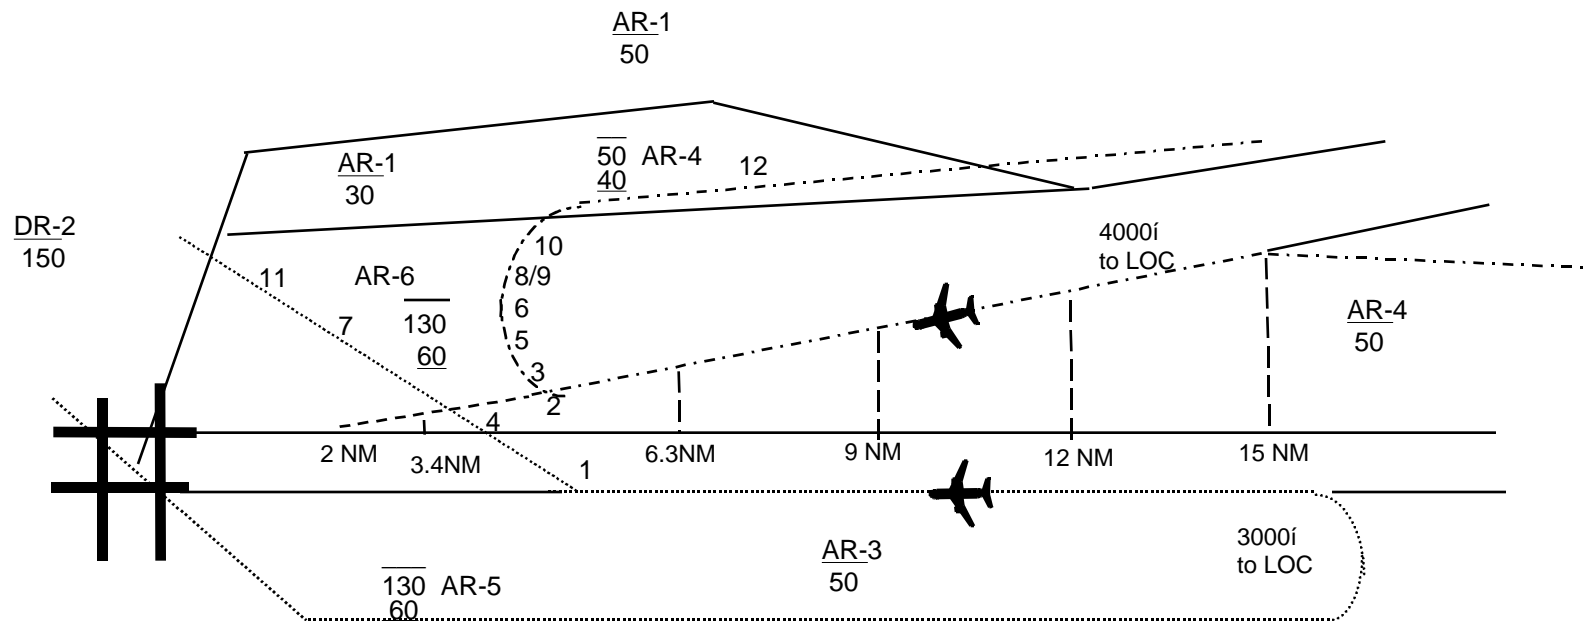 AR-1
50
50 AR-4
40
12
AR-1
30
DR-2
150
4000í
to LOC
10
11
AR-6
130
60
8/9
6
5
3
2
7
4
AR-4
50
2 NM
3.4NM
6.3NM
9 NM
12 NM
15 NM
1
AR-3
50
3000í
to LOC
130 AR-5
60